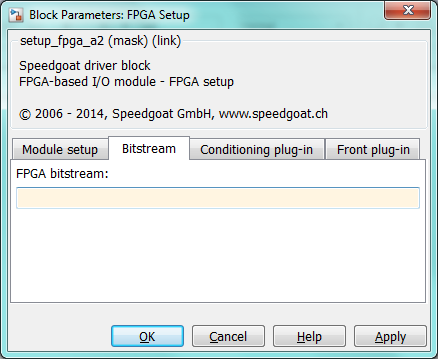 Block Parameters: FPGA Setup
setup_fpga_a2 (mask) (link)
Speedgoat driver block
FPGA-based I/O module - FPGA setup
© 2006 - 2014, Speedgoat GmbH, www.speedgoat.ch
Module setup Bitstream Conditioning plug-in Front plug-in
FPGA bitstream:
OK Cancel Help Apply